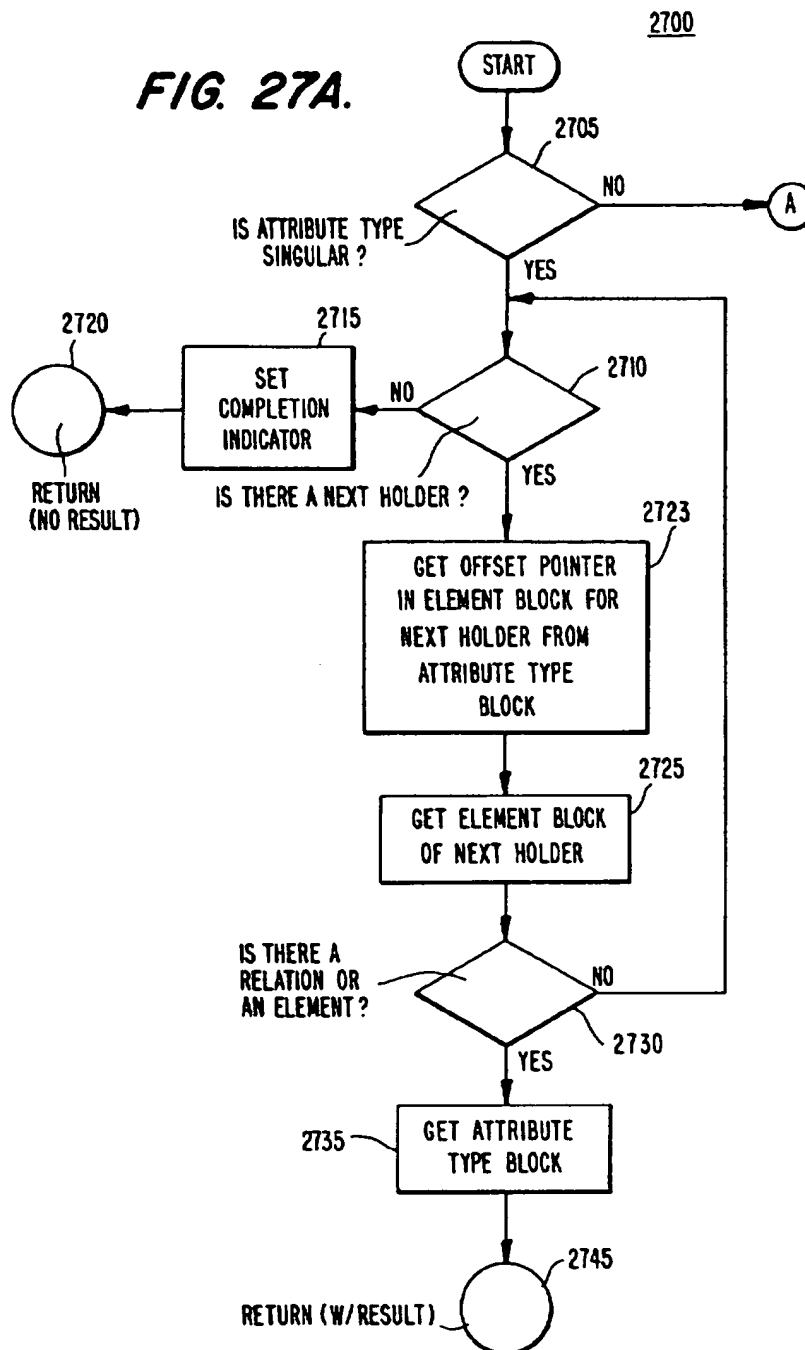 2700
START
FIG. 27A.
2705
NO
A
IS ATTRIBUTE TYPE
SINGULAR ?
YES
2720
2715
2710
SET
COMPLETION
INDICATOR
NO
RETURN
(NO RESULT)
IS THERE A NEXT HOLDER ?
YES
2723
GET OFFSET POINTER
IN ELEMENT BLOCK FOR
NEXT HOLDER FROM
ATTRIBUTE TYPE
BLOCK
2725
GET ELEMENT BLOCK
OF NEXT HOLDER
IS THERE A
RELATION OR
AN ELEMENT ?
NO
2730
YES
2735
GET ATTRIBUTE
TYPE BLOCK
2745
RETURN (W/RESULT)